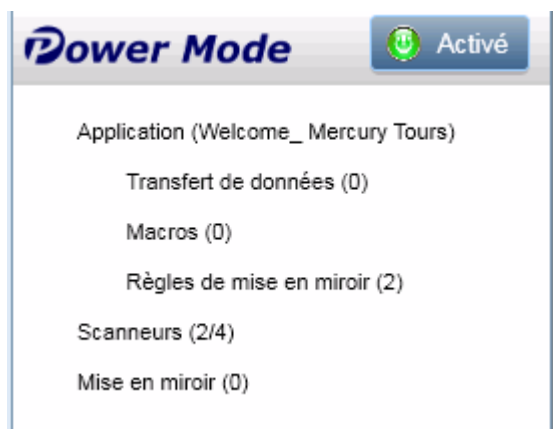 Power Mode
Activé
Application (Welcome_ Mercury Tours)
Transfert de données (0)
Macros (0)
Règles de mise en miroir (2)
Scanneurs (2/4)
Mise en miroir (0)